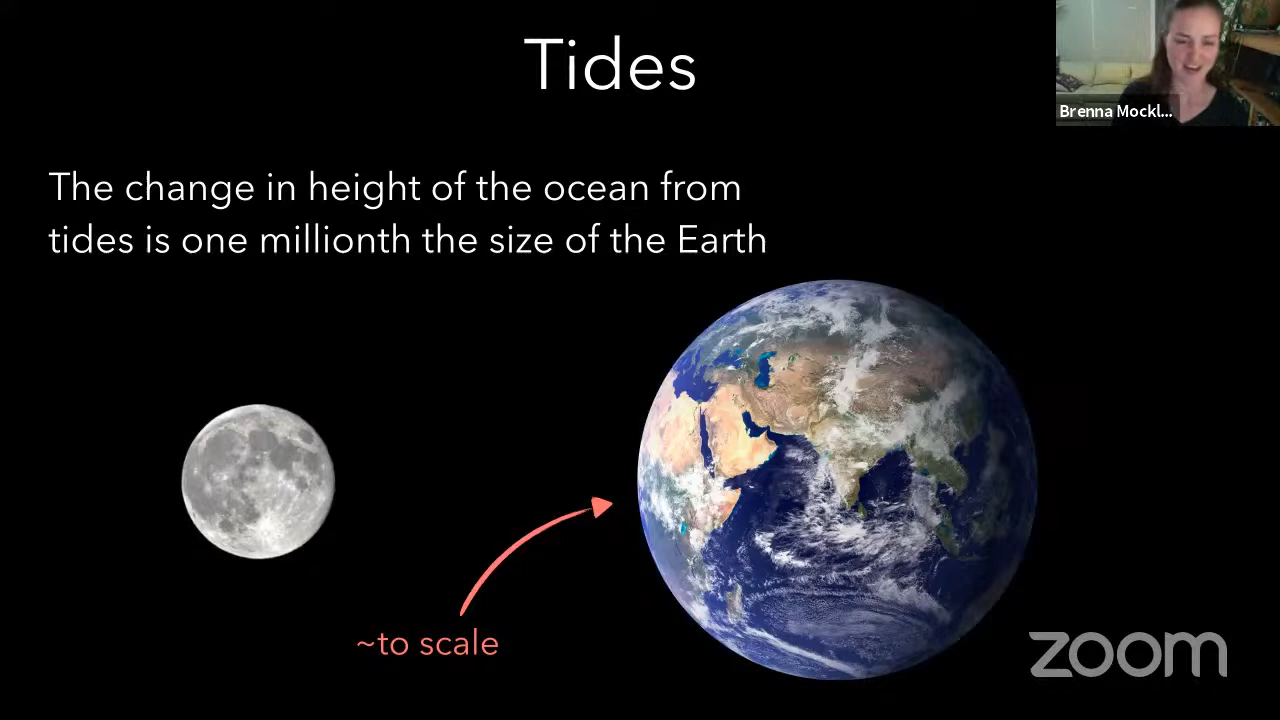 Tides
Brenna Mockl...
The change in height of the ocean from
tides is one millionth the size of the Earth
~to scale
zoom